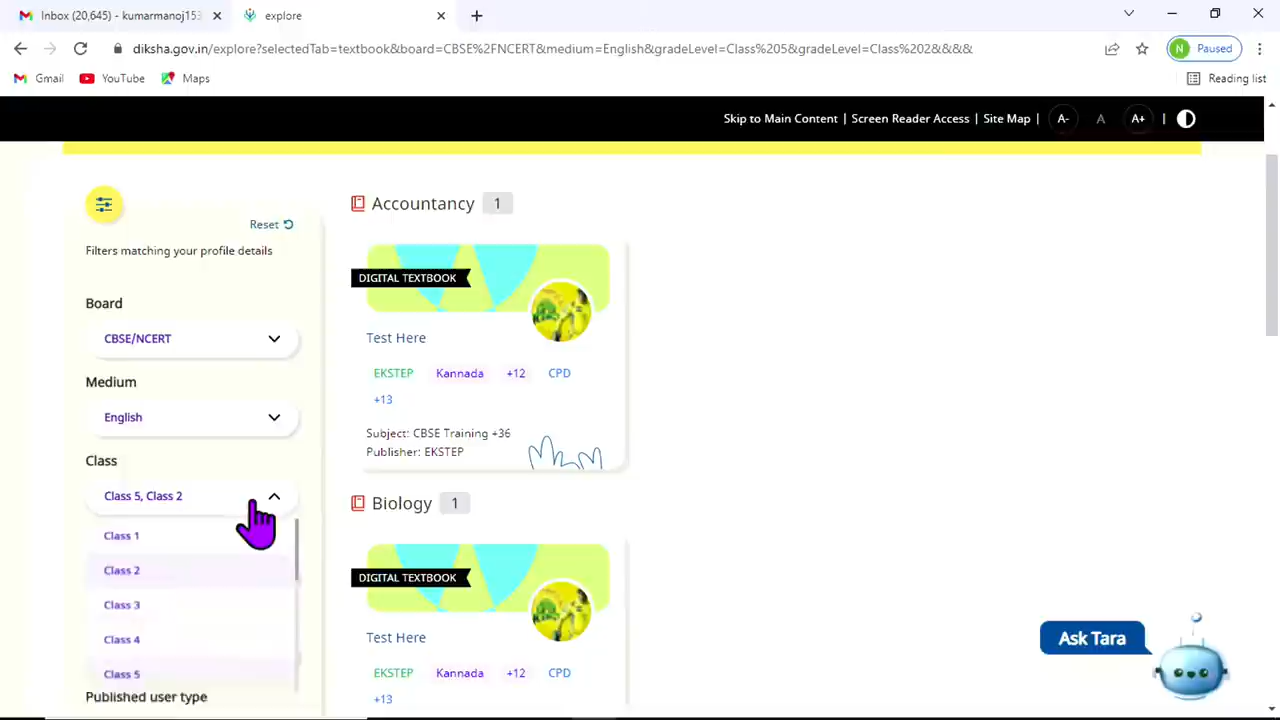 Inbox (20,645) - kumarmanoj153
explore
diksha.gov.in/explore?selectedTab=textbook&board=CBSE%2FNCERT&medium=English&gradeLevel=Class%205&gradeLevel=Class%202&&&&
N Paused
Gmail YouTube Maps Reading list
Skip to Main Content | Screen Reader Access | Site Map | A- A A+ |
Reset
Filters matching your profile details
Board
CBSE/NCERT
Medium
English
Class
Class 5, Class 2
Class 1
Class 2
Class 3
Class 4
Class 5
Published user type
Accountancy 1
DIGITAL TEXTBOOK
Test Here
EKSTEP Kannada +12 CPD
+13
Subject: CBSE Training +36
Publisher: EKSTEP
Biology 1
DIGITAL TEXTBOOK
Test Here
EKSTEP Kannada +12 CPD
+13
Ask Tara